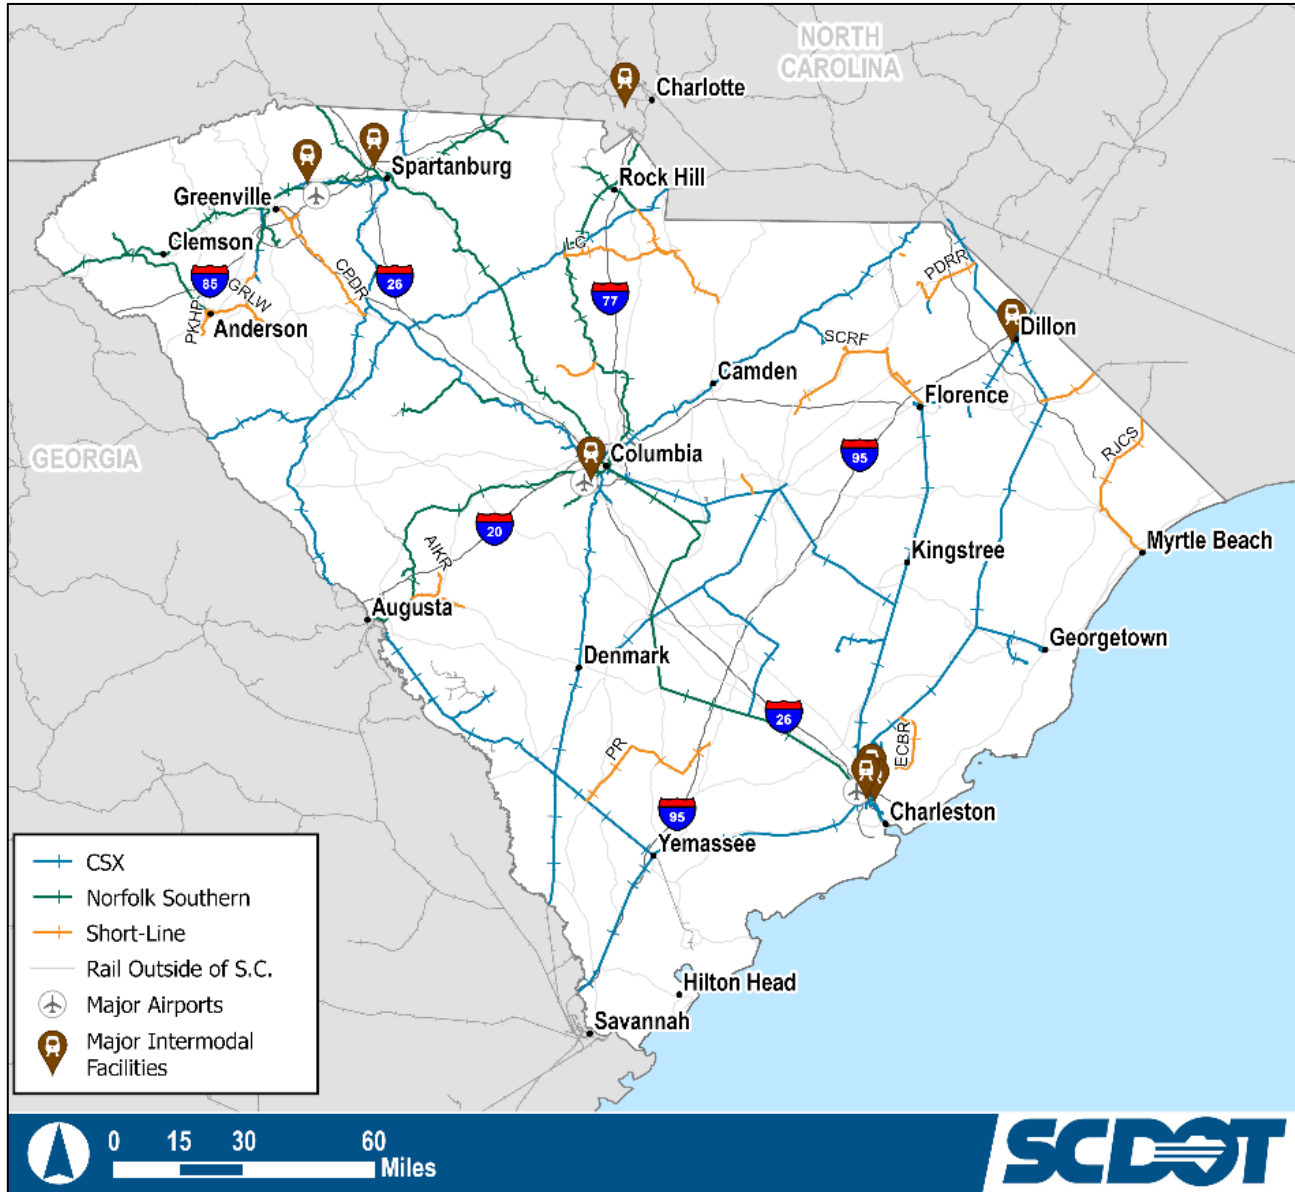 NORTH
CAROLINA
Charlotte
Spartanburg
Rock Hill
Greenville
Clemson
LC
85
CPDR
26
77
PDRR
GRLW
PKHP
Anderson
SCRF
Dillon
Camden
Florence
GEORGIA
Columbia
95
RJCS
20
AIKR
Myrtle Beach
Kingstree
Augusta
Georgetown
Denmark
26
PR
ECBR
95
Charleston
Yemassee
Hilton Head
Savannah
CSX
Norfolk Southern
Short-Line
Rail Outside of S.C.
Major Airports
Major Intermodal
Facilities
0 15 30 60
Miles
SCDOT